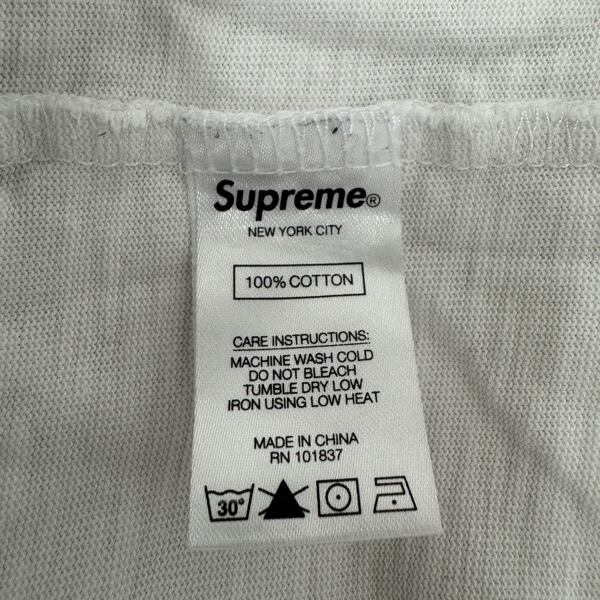 Supreme®
NEW YORK CITY
100% COTTON
CARE INSTRUCTIONS:
MACHINE WASH COLD
DO NOT BLEACH
TUMBLE DRY LOW
IRON USING LOW HEAT
MADE IN CHINA
RN 101837
30°